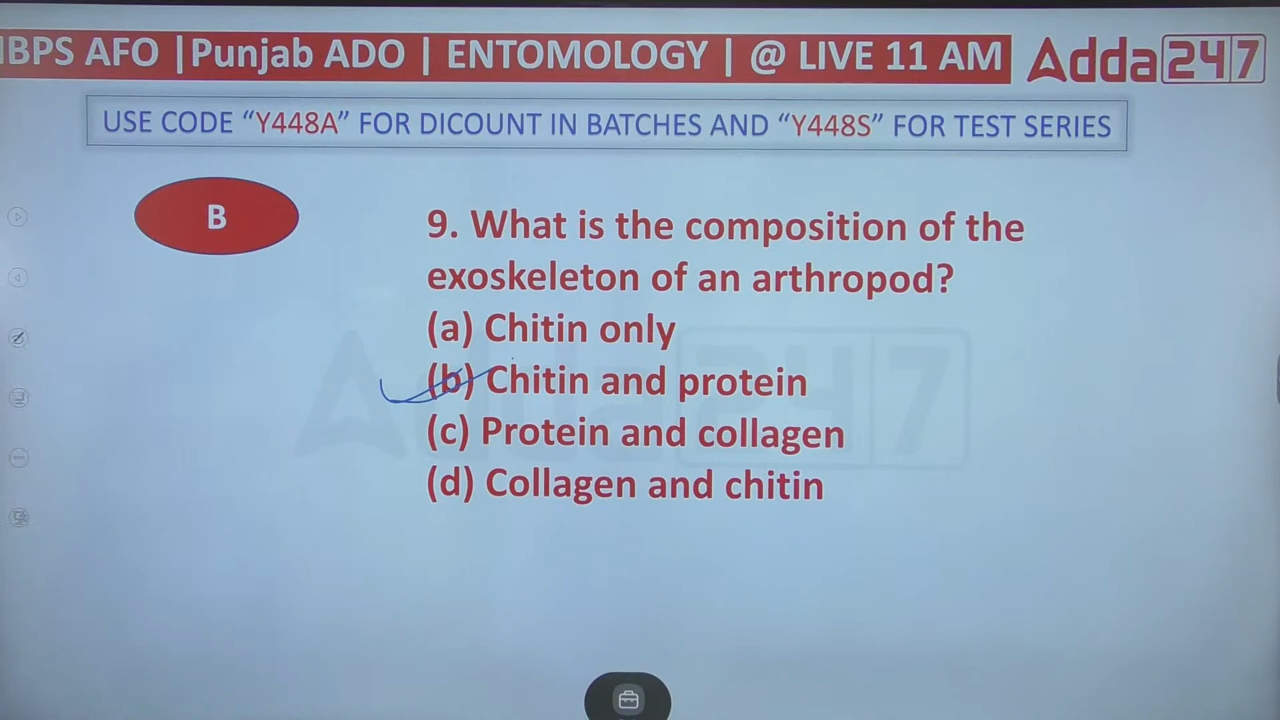 IBPS AFO |Punjab ADO | ENTOMOLOGY | @ LIVE 11 AM Adda247
USE CODE “Y448A” FOR DICOUNT IN BATCHES AND “Y448S” FOR TEST SERIES
B
9. What is the composition of the
exoskeleton of an arthropod?
(a) Chitin only
(b) Chitin and protein
(c) Protein and collagen
(d) Collagen and chitin
Adda247